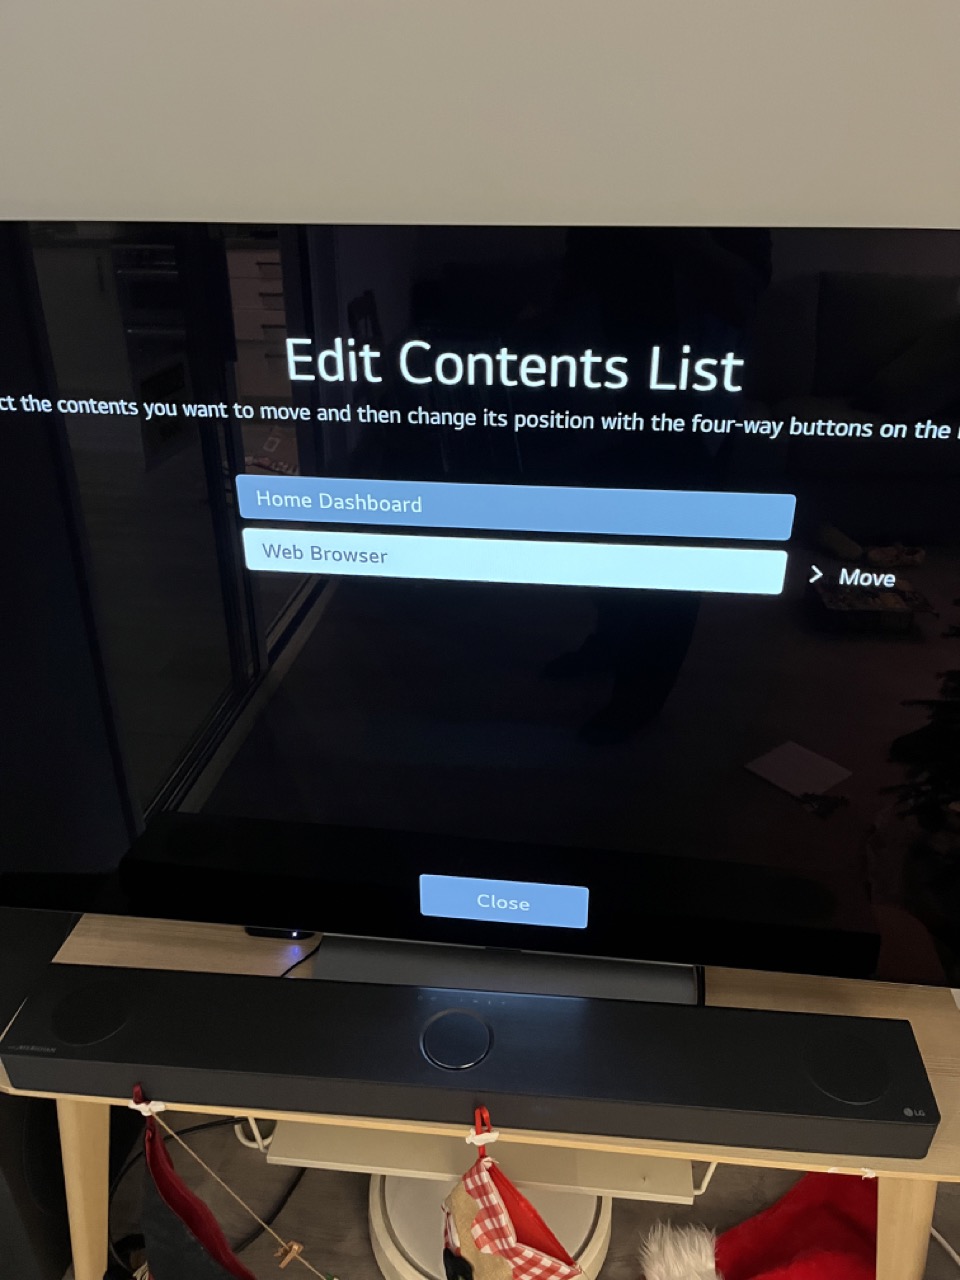 Edit Contents List
the contents you want to move and then change its position with the four-way buttons on the
Home Dashboard
Web Browser
> Move
Close
MERIDIAN
LG